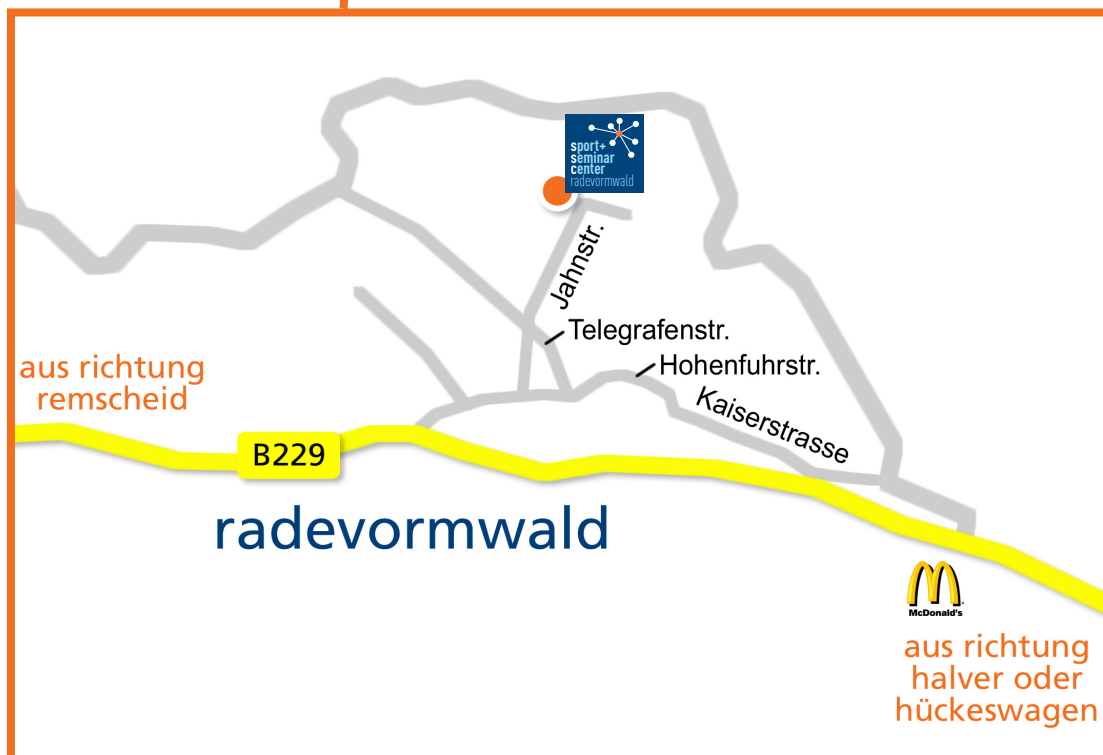 sport+
seminar
center
radevormwald
Jahnstr.
Telegrafenstr.
Hohenfuhrstr.
Kaiserstrasse
aus richtung
remscheid
B229
radevormwald
McDonald's
aus richtung
halver oder
hückeswagen